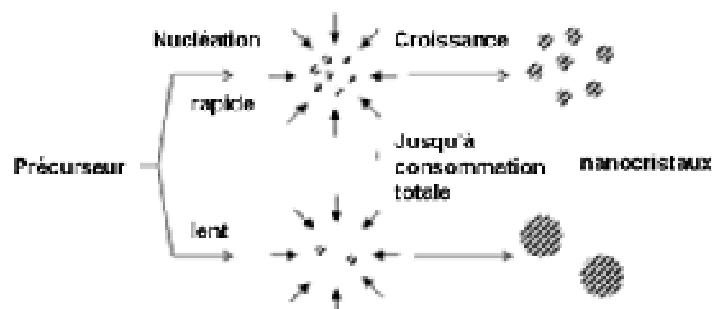 Nucléation
Croissance
rapide
Précurseur
Jusqu'à
consommation
totale
nanocristaux
lent